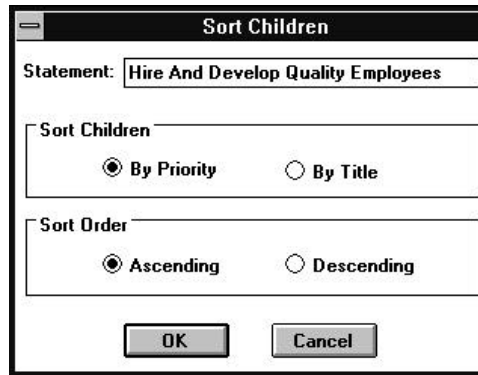 Sort Children
Statement: Hire And Develop Quality Employees
Sort Children
By Priority By Title
Sort Order
Ascending Descending
OK Cancel